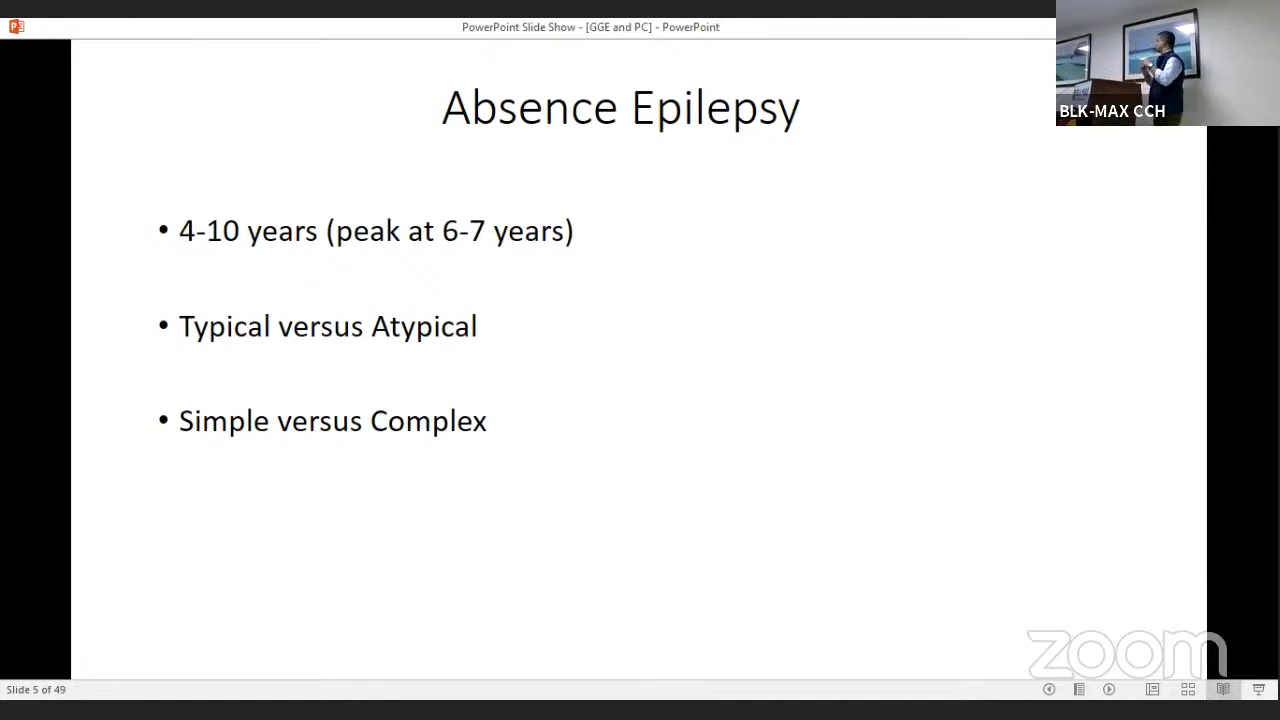 PowerPoint Slide Show - [GGE and PC] - PowerPoint
BLK-MAX CCH
Absence Epilepsy
• 4-10 years (peak at 6-7 years)
• Typical versus Atypical
• Simple versus Complex
zoom
Slide 5 of 49